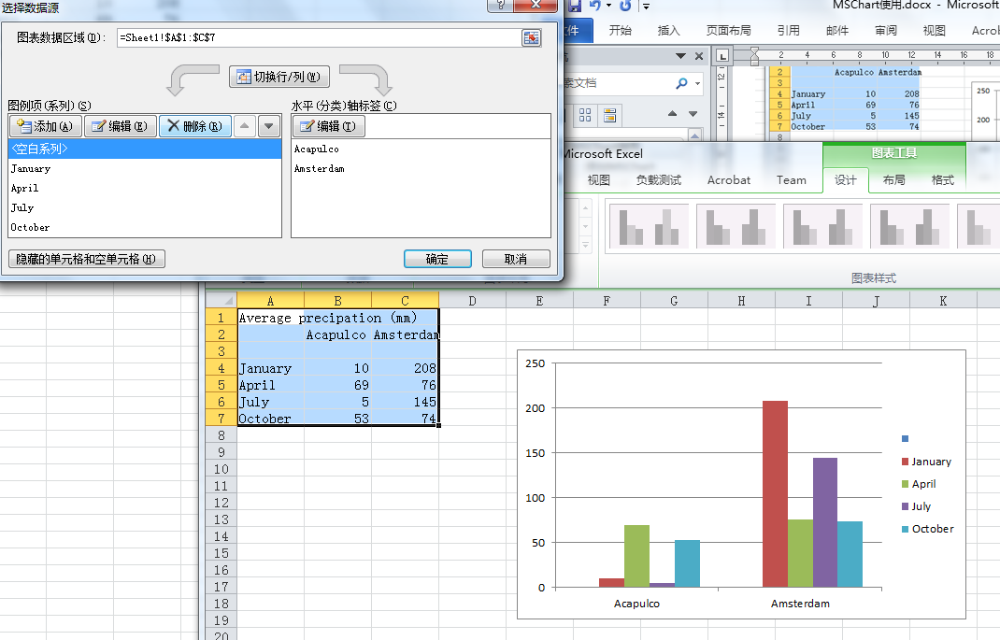 选择数据源
图表数据区域(D):
=Sheet1!$A$1:$C$7
切换行/列(W)
图例项(系列)(S)
水平(分类)轴标签(C)
添加(A)
编辑(E)
删除(R)
编辑(T)
<空白系列>
January
April
July
October
Acapulco
Amsterdam
隐藏的单元格和空单元格(H)
确定
取消
MSChart使用.docx - Microsoft
件
开始
插入
页面布局
引用
邮件
审阅
视图
Acrob
索文档
2 2 4 6 8 10 12 14 16 18
2 Acapulco Amsterdam
3
4 January 10 208
5 April 69 76
6 July 5 145
7 October 53 74
8
250
200
Microsoft Excel
图表工具
视图
负载测试
Acrobat
Team
设计
布局
格式
图表样式
A B C D E F G H I J K
1 Average precipation (mm)
2 Acapulco Amsterdam
3
4 January 10 208
5 April 69 76
6 July 5 145
7 October 53 74
8
9
10
11
12
13
14
15
16
17
18
19
20
250
200
150
100
50
0
Acapulco
Amsterdam
January
April
July
October